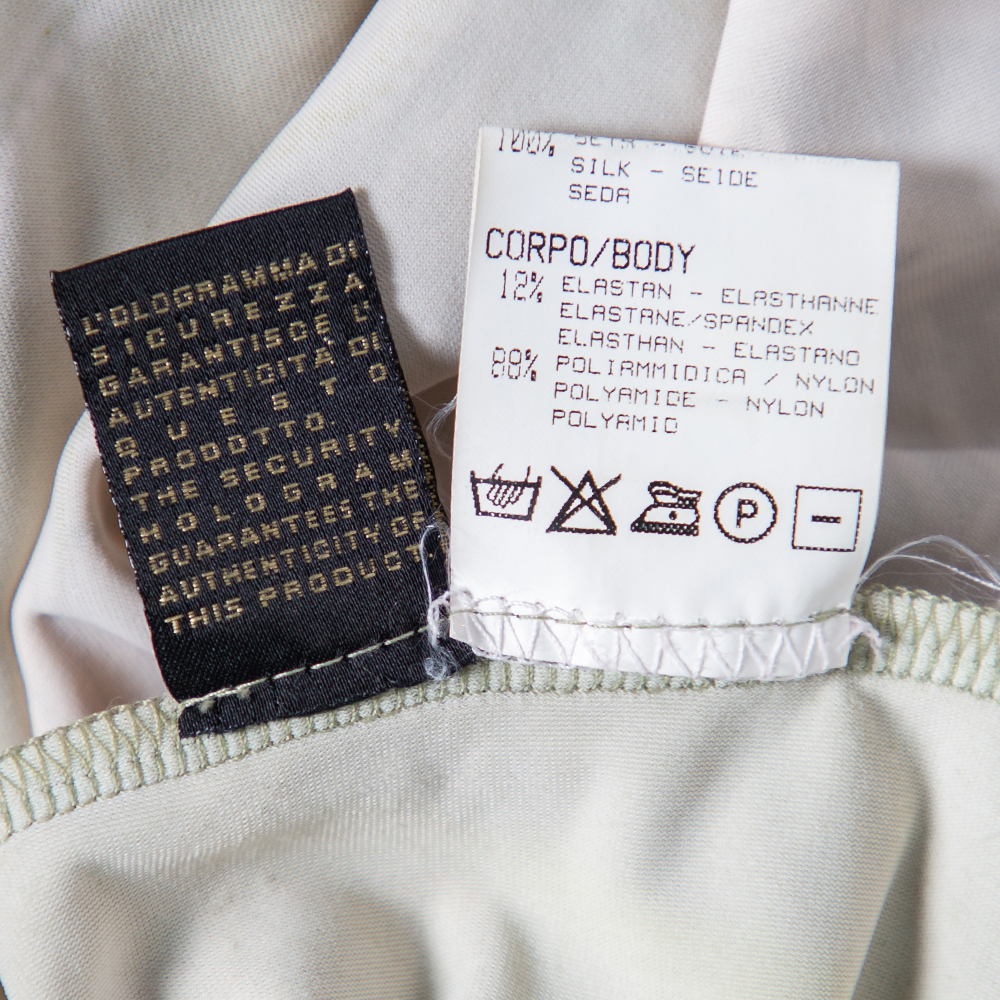 L'OLOGRAMMA DI
SICUREZZA
GARANTISCE L'
AUTENTICITÀ DI
QUESTO
PRODOTTO.
THE SECURITY
HOLOGRAM
GUARANTEES THE
AUTHENTICITY OF
THIS PRODUCT
100%
SILK - SEIDE
SEDA
CORPO/BODY
12% ELASTAN - ELASTHANNE
ELASTANE/SPANDEX
ELASTHAN - ELASTANO
88% POLIAMMIDICA / NYLON
POLYAMIDE - NYLON
POLYAMID
P